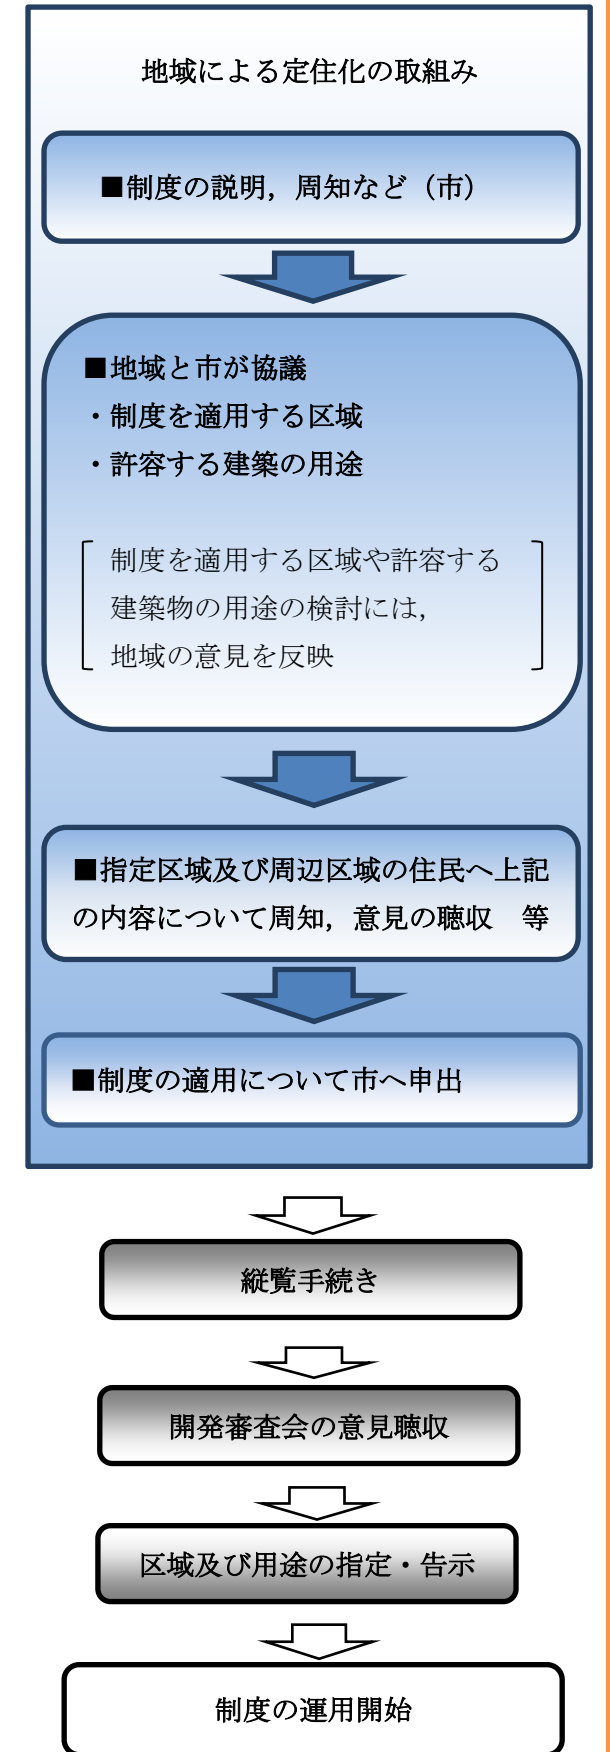 地域による定住化の取組み
■制度の説明，周知など（市）
■地域と市が協議
・制度を適用する区域
・許容する建築の用途
制度を適用する区域や許容する
建築物の用途の検討には，
地域の意見を反映
■指定区域及び周辺区域の住民へ上記
の内容について周知，意見の聴収　等
■制度の適用について市へ申出
縦覧手続き
開発審査会の意見聴収
区域及び用途の指定・告示
制度の運用開始